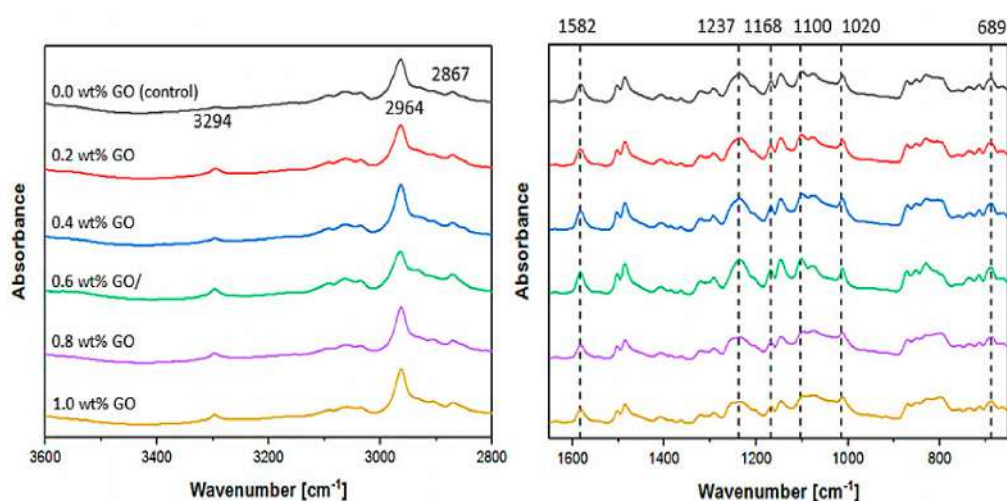 1582 1237 1168 1100 1020 689
0.0 wt% GO (control)
2867
3294
2964
0.2 wt% GO
0.4 wt% GO
0.6 wt% GO/
0.8 wt% GO
1.0 wt% GO
Absorbance
Absorbance
3600 3400 3200 3000 2800
1600 1400 1200 1000 800
Wavenumber [cm⁻¹]
Wavenumber [cm⁻¹]